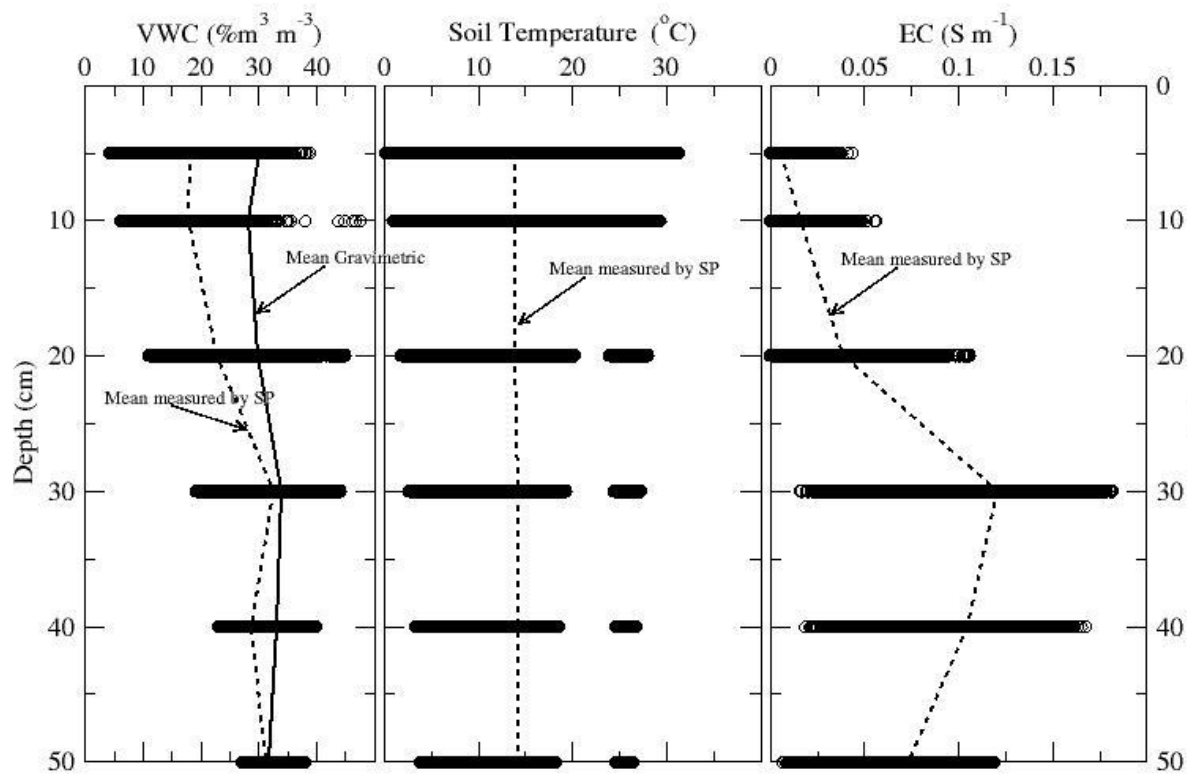 VWC (%m³ m⁻³) Soil Temperature (°C) EC (S m⁻¹)
0 10 20 30 40 0 10 20 30 0 0.05 0.1 0.15
0
10 10
Mean Gravimetric
Mean measured by SP
Mean measured by SP
20 20
Mean measured by SP
Depth (cm)
30 30
40 40
50 50